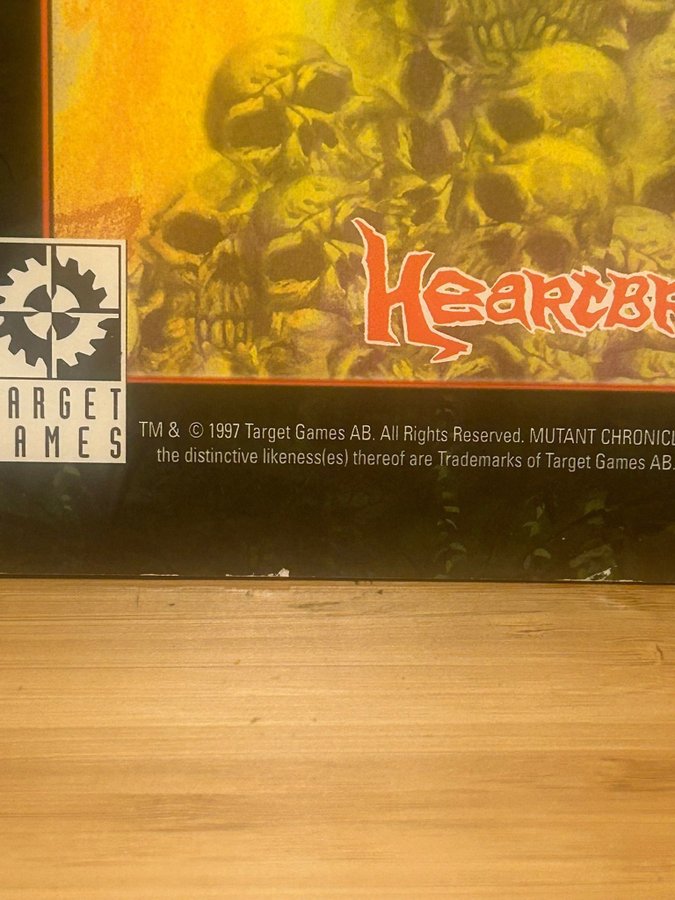 HeartBr
TARGET
GAMES
TM & © 1997 Target Games AB. All Rights Reserved. MUTANT CHRONICL
the distinctive likeness(es) thereof are Trademarks of Target Games AB.